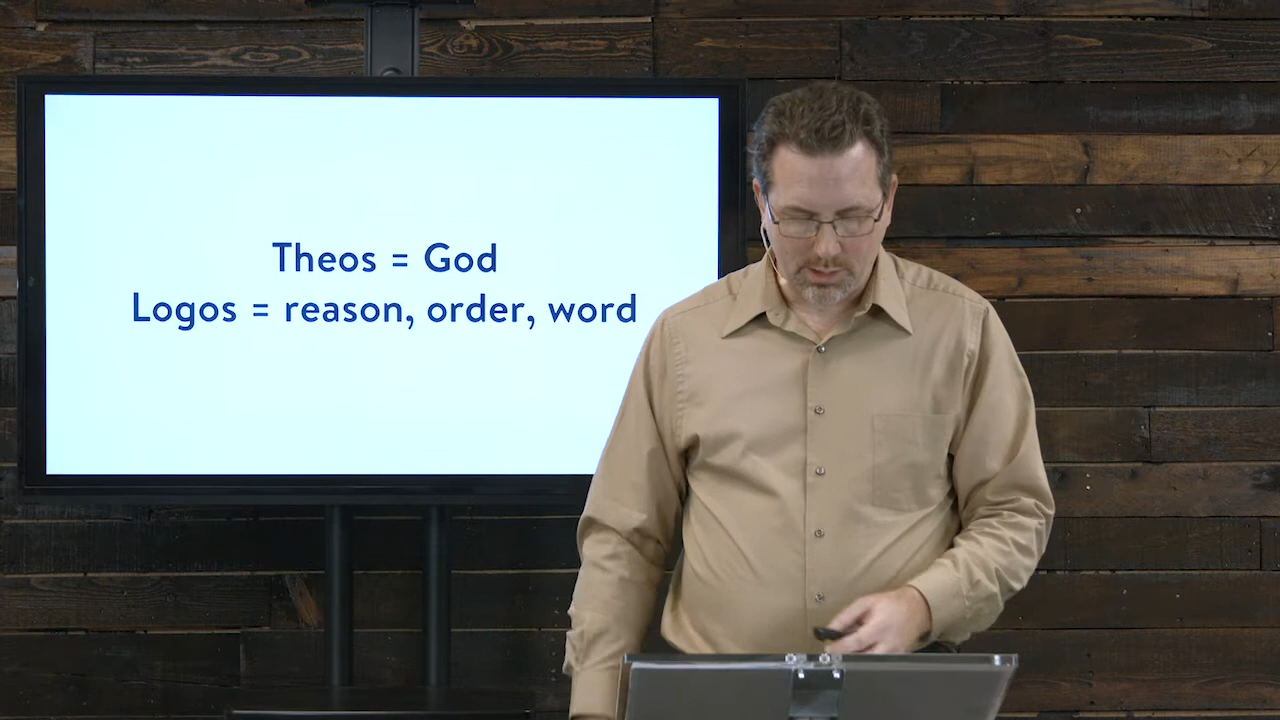 Theos = God
Logos = reason, order, word